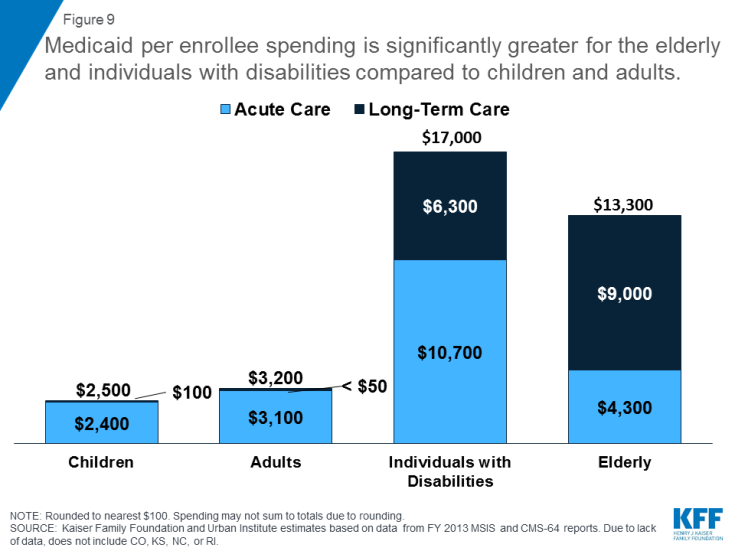 Figure 9
Medicaid per enrollee spending is significantly greater for the elderly
and individuals with disabilities compared to children and adults.
Acute Care Long-Term Care
$17,000
$6,300
$10,700
$13,300
$9,000
$4,300
$2,500
$100
$2,400
$3,200
< $50
$3,100
Children
Adults
Individuals with
Disabilities
Elderly
NOTE: Rounded to nearest $100. Spending may not sum to totals due to rounding.
SOURCE: Kaiser Family Foundation and Urban Institute estimates based on data from FY 2013 MSIS and CMS-64 reports. Due to lack
of data, does not include CO, KS, NC, or RI.
KFF
HENRY J KAISER
FAMILY FOUNDATION